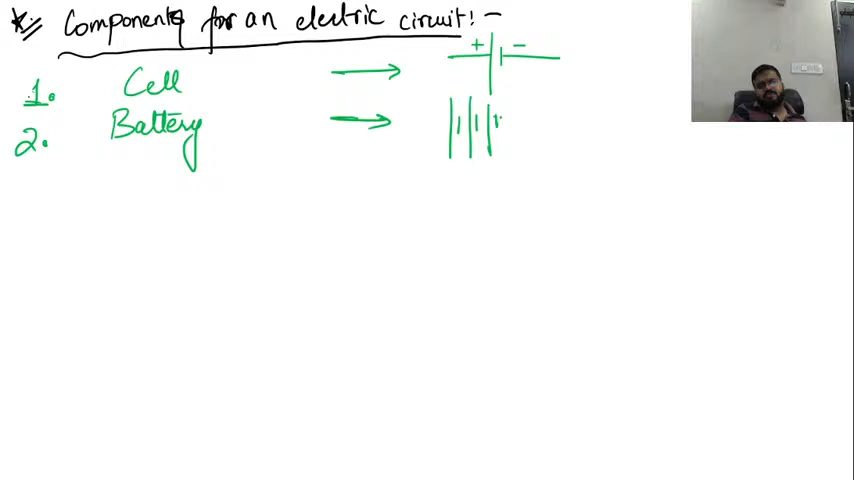 Components for an electric circuit! -
+ -
1. Cell →
2. Battery →